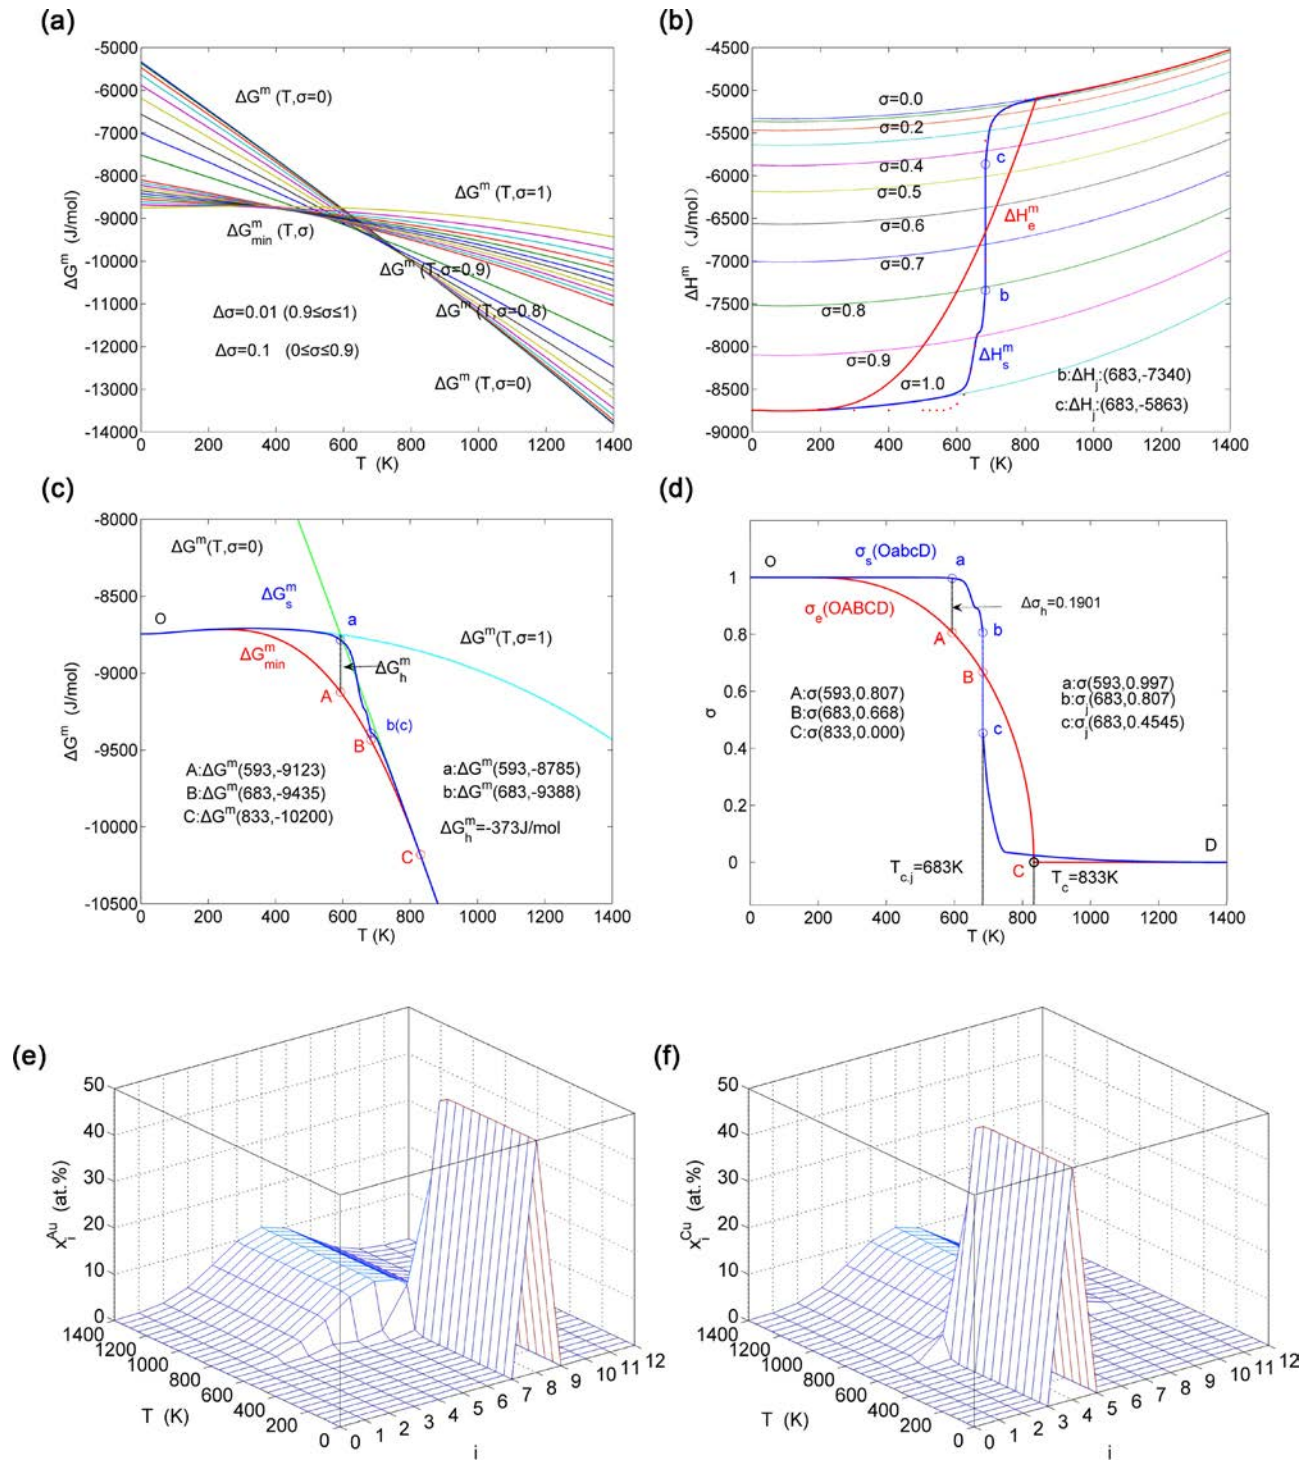 (a)
-5000
-6000
-7000
-8000
-9000
-10000
-11000
-12000
-13000
-14000
0 200 400 600 800 1000 1200 1400
T (K)
ΔG^m (J/mol)
ΔG^m (T,σ=0)
ΔG^m (T,σ=1)
ΔG^m_min (T,σ)
ΔG^m (T,σ=0.9)
ΔG^m (T,σ=0.8)
Δσ=0.01 (0.9≤σ≤1)
Δσ=0.1 (0≤σ≤0.9)
ΔG^m (T,σ=0)
(b)
-4500
-5000
-5500
-6000
-6500
-7000
-7500
-8000
-8500
-9000
0 200 400 600 800 1000 1200 1400
T (K)
ΔH^m (J/mol)
σ=0.0
σ=0.2
σ=0.4
σ=0.5
σ=0.6
σ=0.7
σ=0.8
σ=0.9
σ=1.0
c
ΔH^m_e
b
ΔH^m_s
b:ΔH_j:(683,-7340)
c:ΔH_j:(683,-5863)
(c)
-8000
-8500
-9000
-9500
-10000
-10500
0 200 400 600 800 1000 1200 1400
T (K)
ΔG^m (J/mol)
ΔG^m(T,σ=0)
ΔG^m_s
O
a
ΔG^m(T,σ=1)
ΔG^m_min
ΔG^m_h
A
b(c)
B
A:ΔG^m(593,-9123)
B:ΔG^m(683,-9435)
C:ΔG^m(833,-10200)
a:ΔG^m(593,-8785)
b:ΔG^m(683,-9388)
ΔG^m_h=-373J/mol
C
(d)
1
0.8
0.6
0.4
0.2
0
0 200 400 600 800 1000 1200 1400
T (K)
σ
O
σ_s(OabcD)
a
σ_e(OABCD)
Δσ_h=0.1901
A
b
B
c
A:σ(593,0.807)
B:σ(683,0.668)
C:σ(833,0.000)
a:σ(593,0.997)
b:σ_j(683,0.807)
c:σ_j(683,0.4545)
D
T_c,j=683K
C
T_c=833K
(e)
50
40
30
20
10
0
x_i^Au (at.%)
1400
1200
1000
800
600
400
200
0
T (K)
0 1 2 3 4 5 6 7 8 9 10 11 12
i
(f)
50
40
30
20
10
0
x_i^Cu (at.%)
1400
1200
1000
800
600
400
200
0
T (K)
0 1 2 3 4 5 6 7 8 9 10 11 12
i